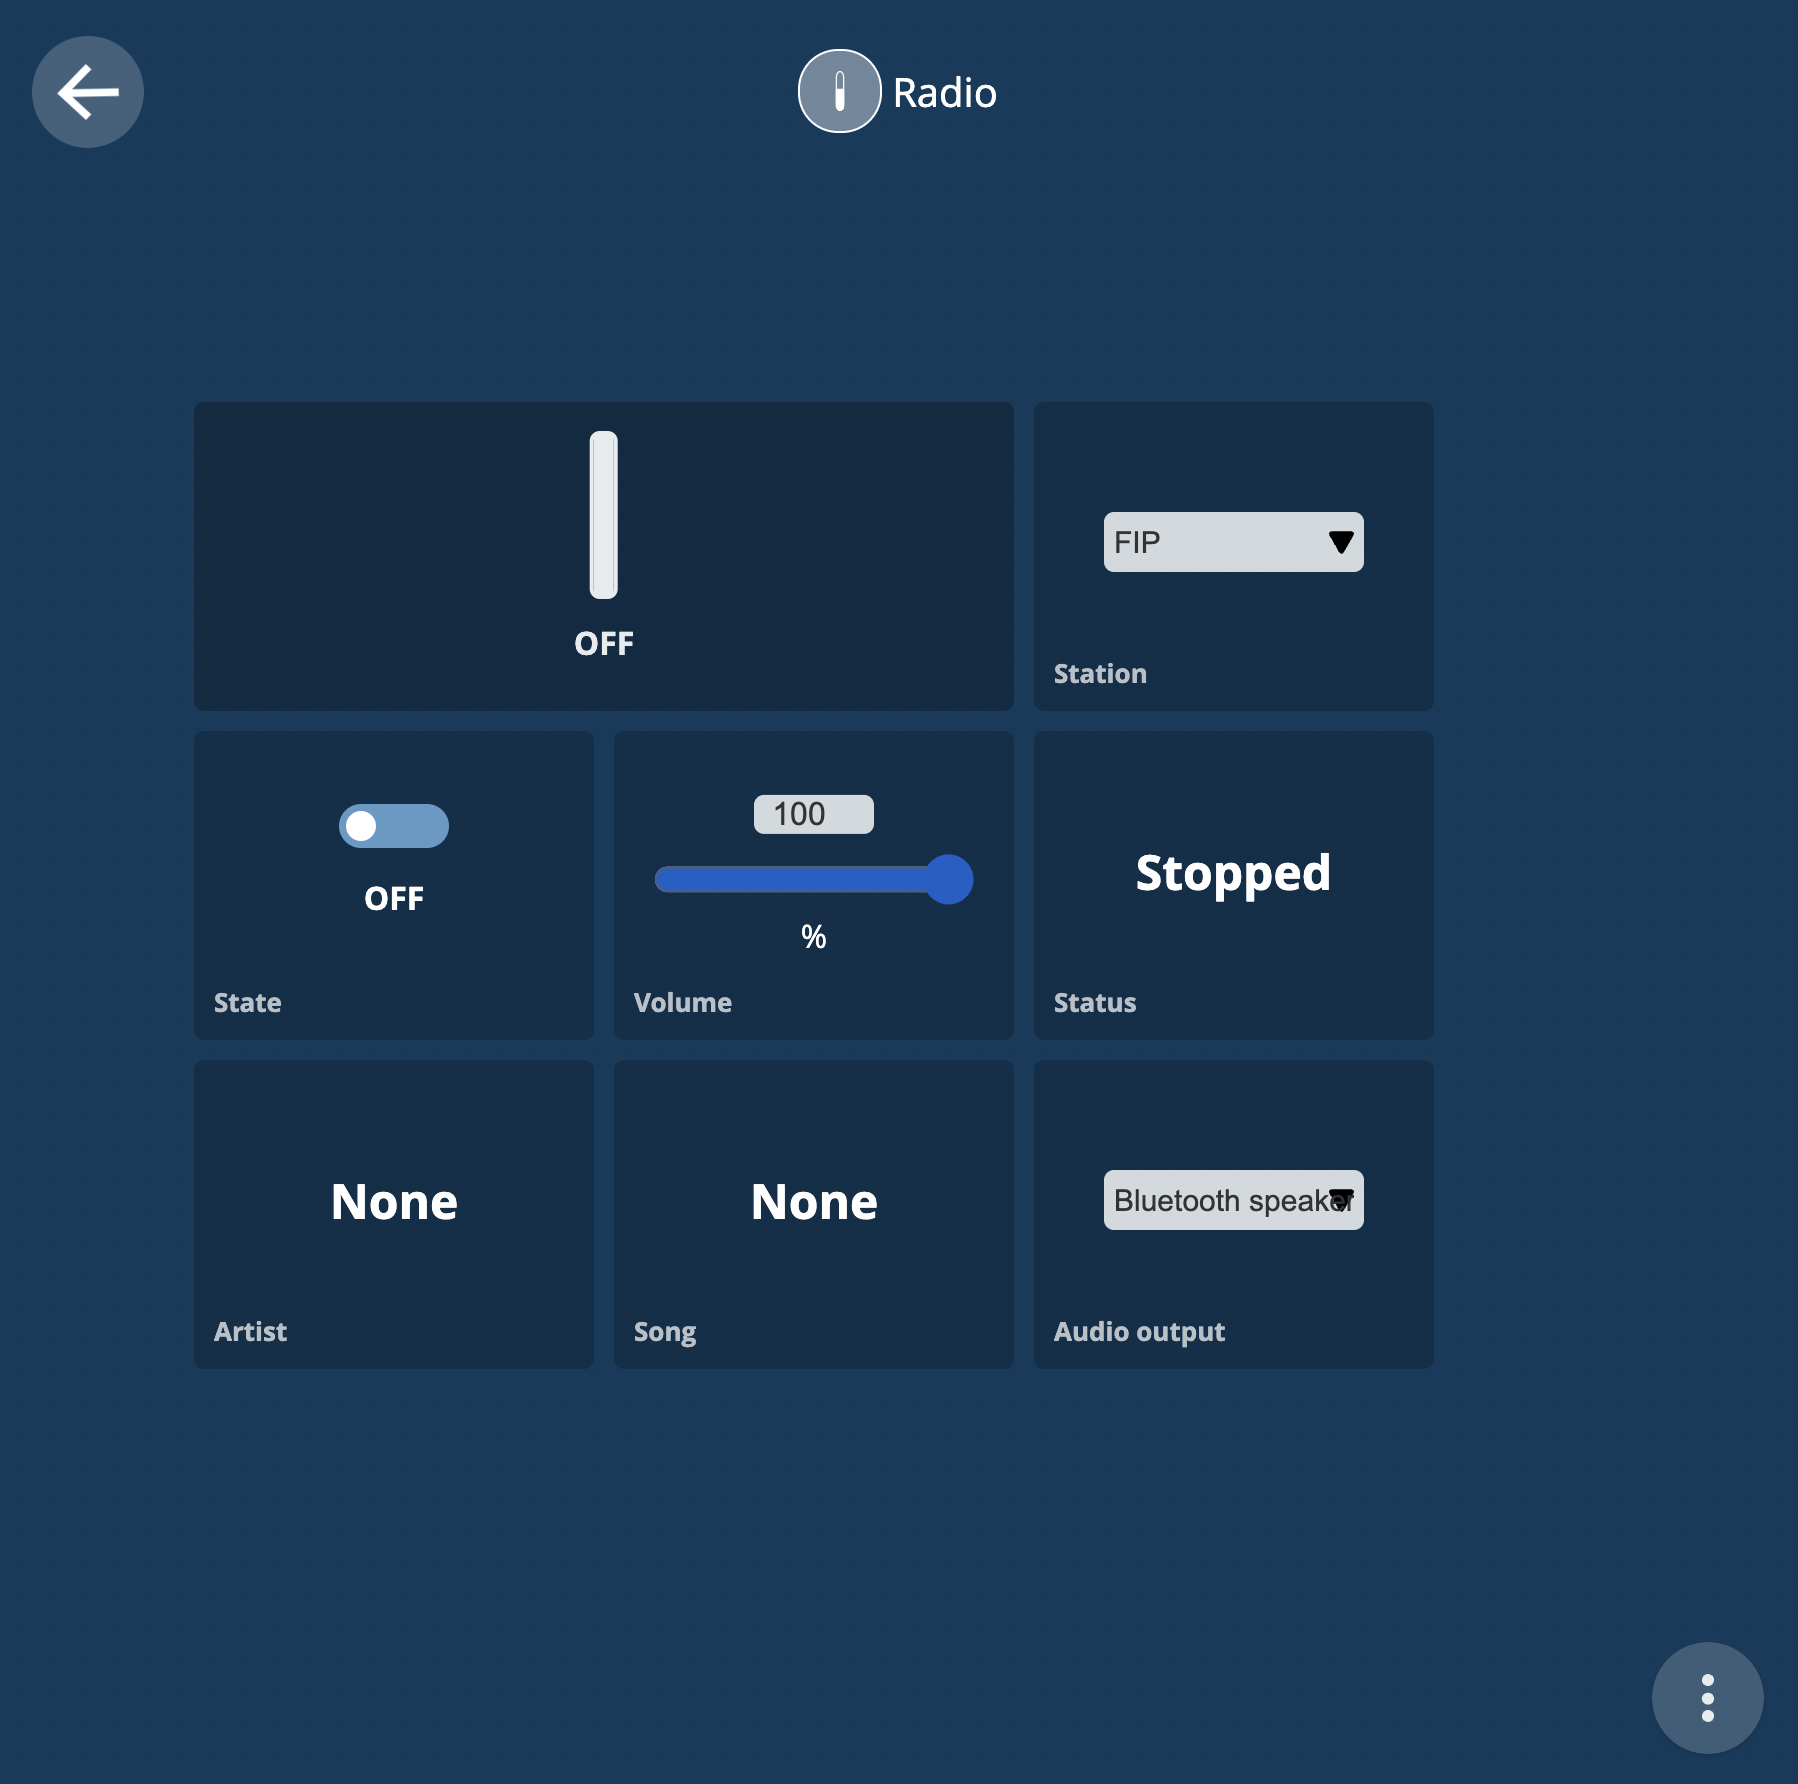 Radio
OFF
FIP
Station
OFF
State
100
%
Volume
Stopped
Status
None
Artist
None
Song
Bluetooth speaker
Audio output